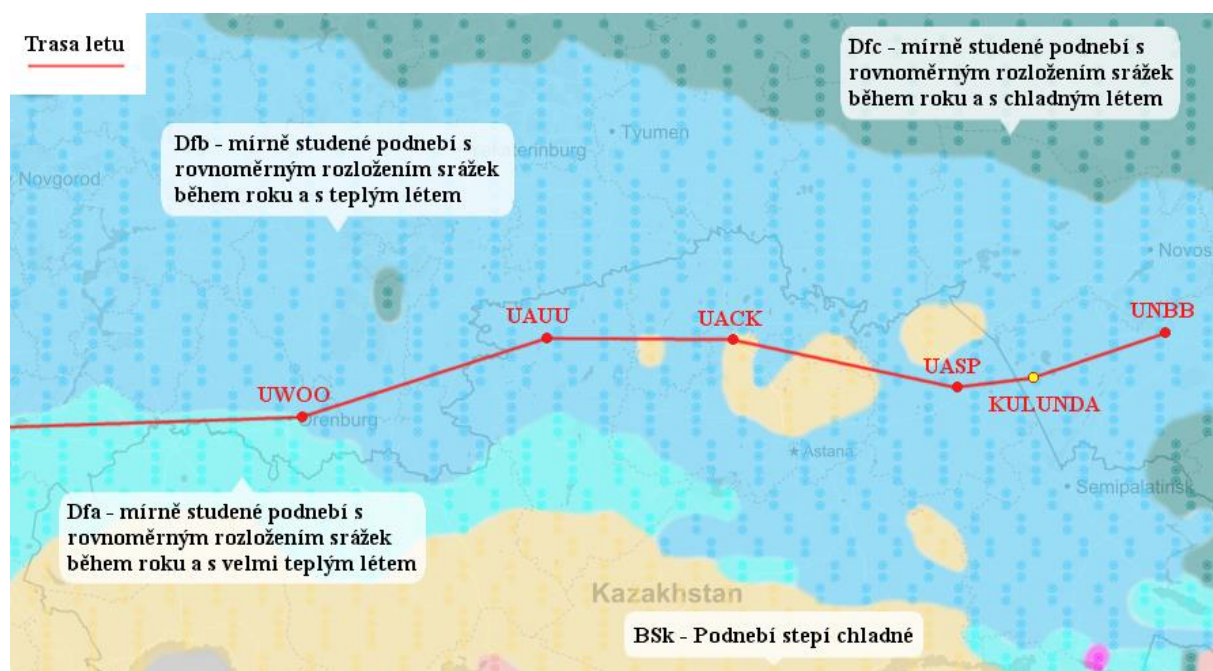 Trasa letu
Dfc - mírně studené podnebí s
rovnoměrným rozložením srážek
během roku a s chladným létem
Dfb - mírně studené podnebí s
rovnoměrným rozložením srážek
během roku a s teplým létem
Tyumen
aterinburg
Novgorod
Novos
UAUU
UACK
UNBB
UASP
KULUNDA
UWOO
Orenburg
Astana
Semipalatinsk
Dfa - mírně studené podnebí s
rovnoměrným rozložením srážek
během roku a s velmi teplým létem
Kazakhstan
BSk - Podnebí stepí chladné